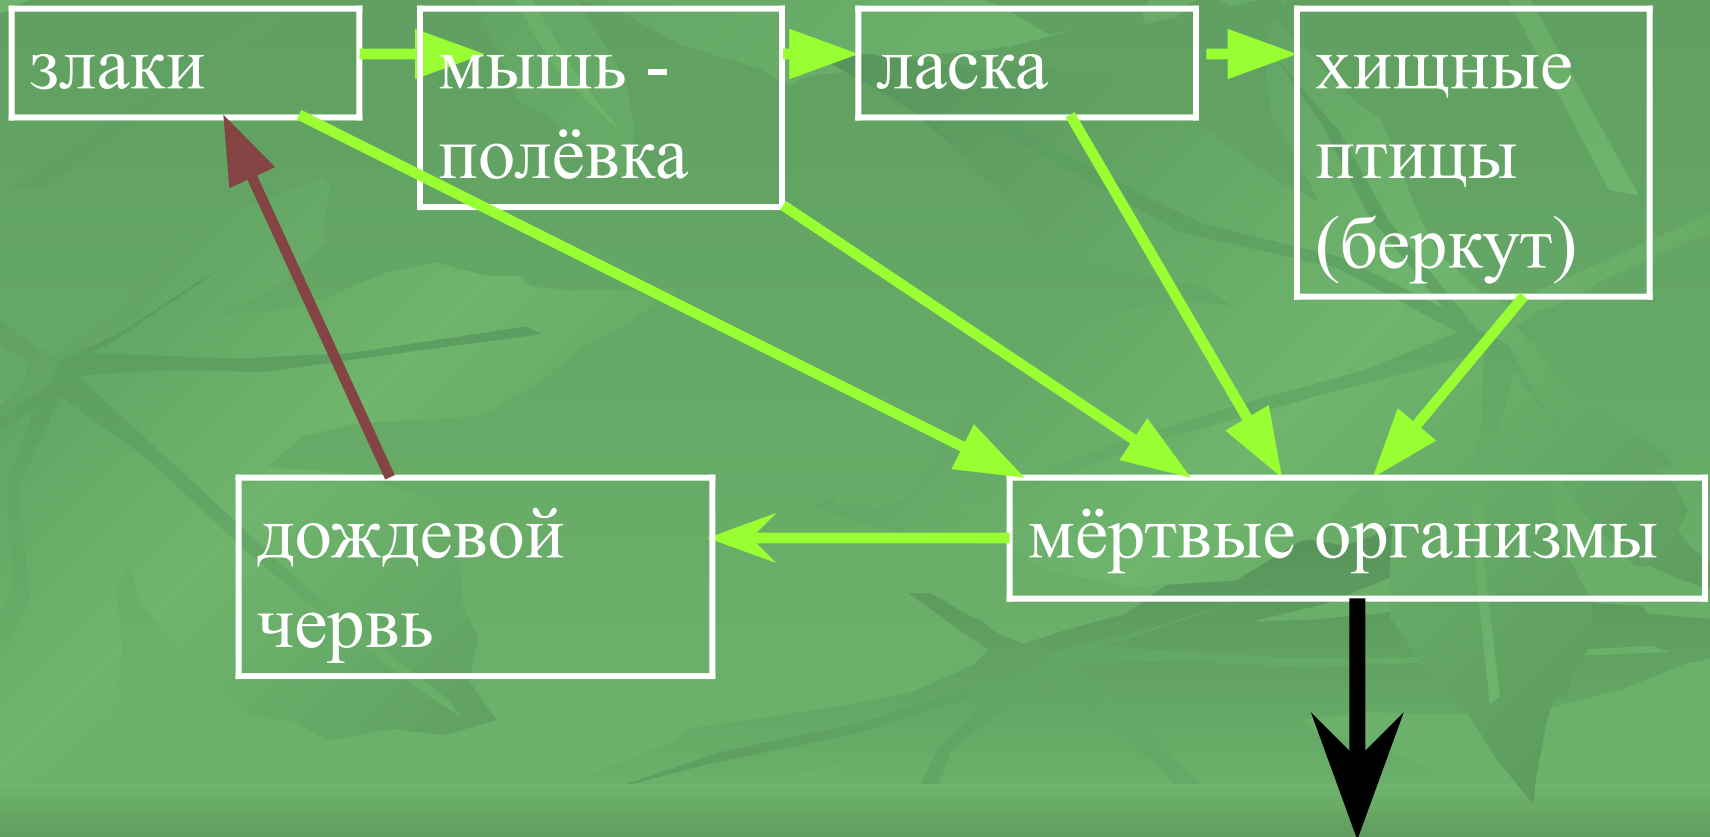 злаки
мышь -
полёвка
ласка
хищные
птицы
(беркут)
дождевой
червь
мёртвые организмы